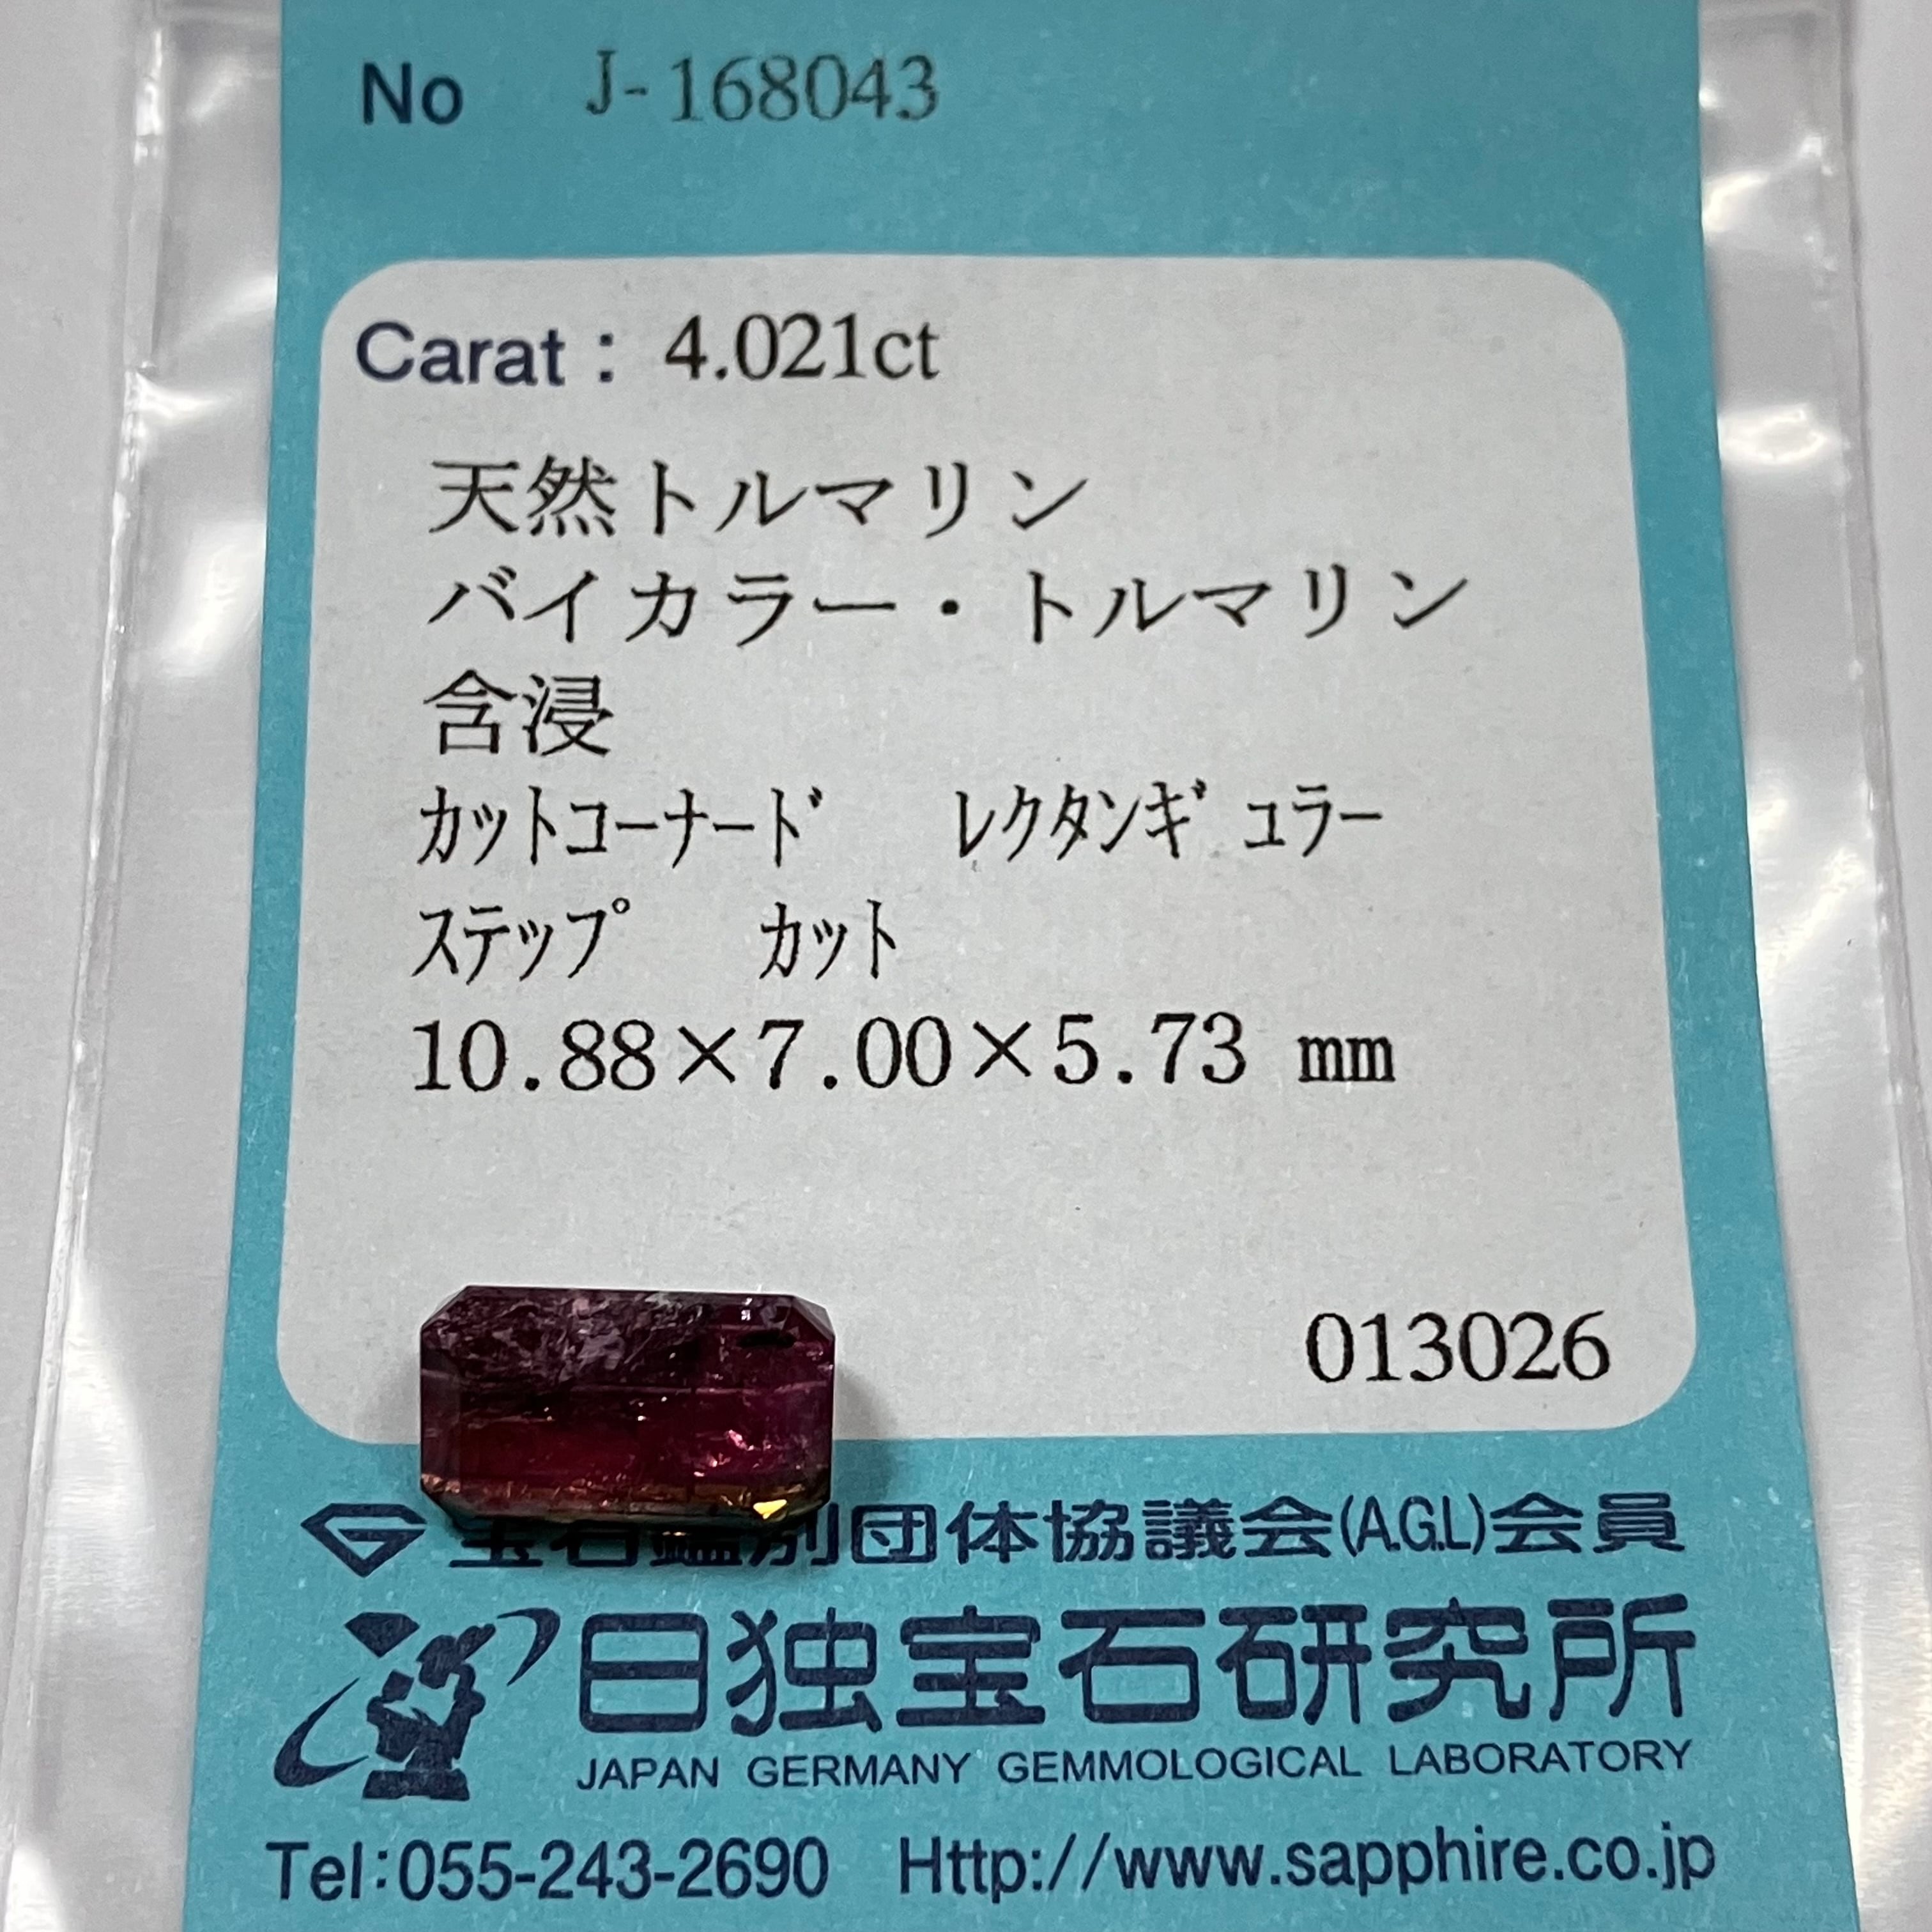 No J-168043
Carat : 4.021ct
天然トルマリン
バイカラー・トルマリン
含浸
ｶｯﾄｺｰﾅｰﾄﾞ ﾚｸﾀﾝｷﾞｭﾗｰ
ｽﾃｯﾌﾟ ｶｯﾄ
10.88×7.00×5.73 mm
013026
宝石鑑別団体協議会(A.G.L)会員
日独宝石研究所
JAPAN GERMANY GEMMOLOGICAL LABORATORY
Tel:055-243-2690 Http://www.sapphire.co.jp